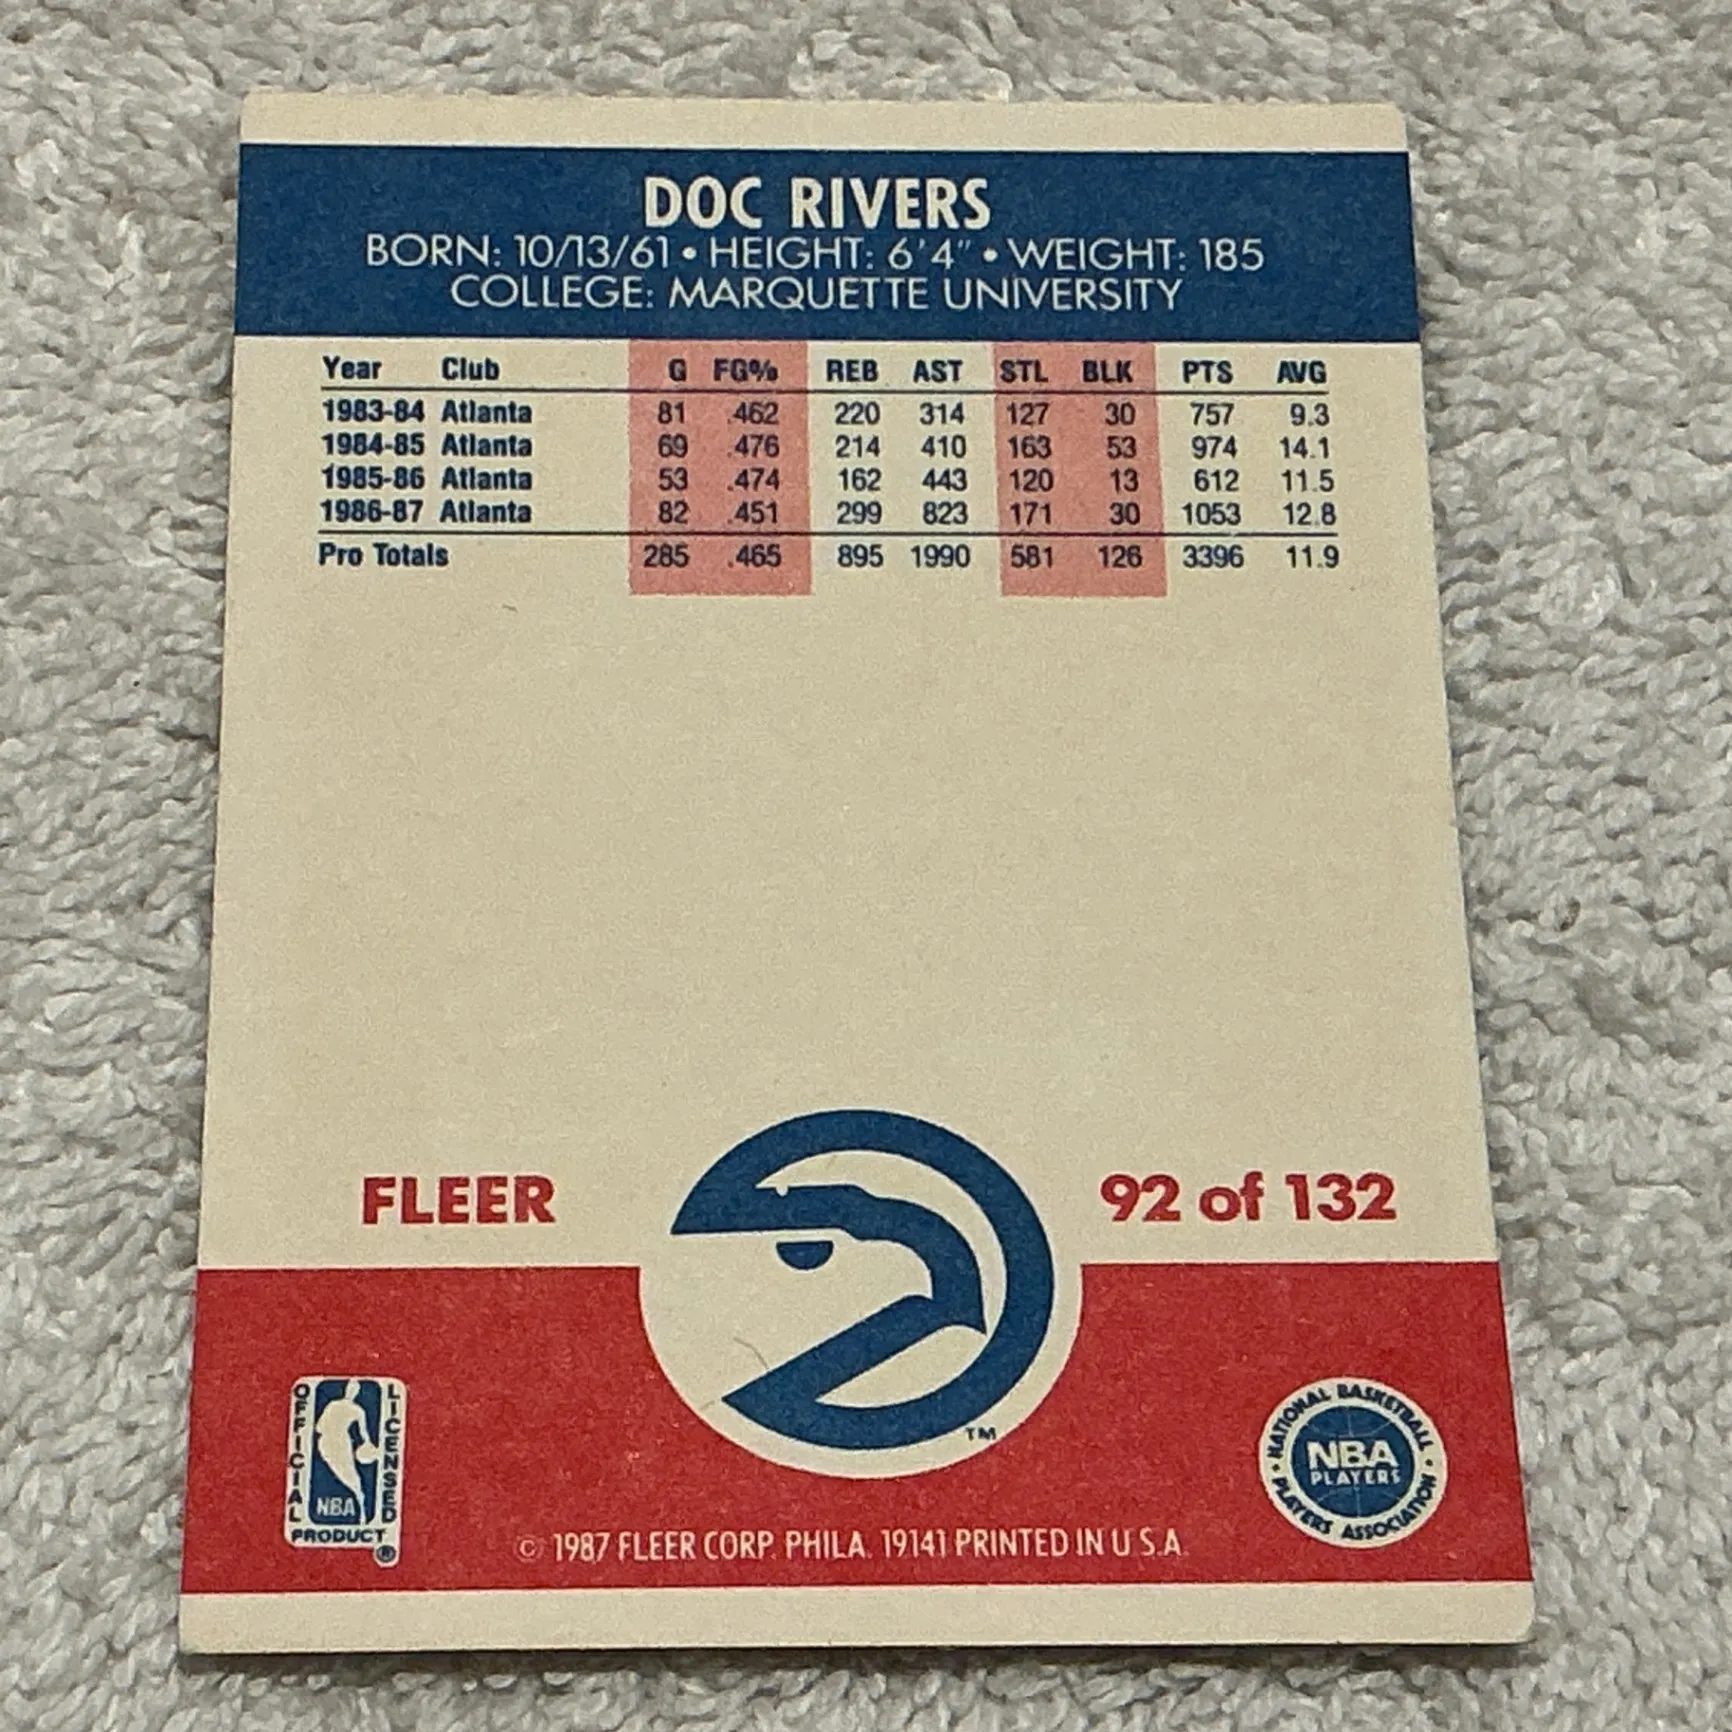 DOC RIVERS
BORN: 10/13/61 • HEIGHT: 6'4" • WEIGHT: 185
COLLEGE: MARQUETTE UNIVERSITY
Year Club G FG% REB AST STL BLK PTS AVG
1983-84 Atlanta 81 .462 220 314 127 30 757 9.3
1984-85 Atlanta 69 .476 214 410 163 53 974 14.1
1985-86 Atlanta 53 .474 162 443 120 13 612 11.5
1986-87 Atlanta 82 .451 299 823 171 30 1053 12.8
Pro Totals 285 .465 895 1990 581 126 3396 11.9
FLEER
92 of 132
TM
OFFICIAL
LICENSED
NBA
PRODUCT
®
NATIONAL BASKETBALL
• PLAYERS ASSOCIATION •
NBA
PLAYERS
© 1987 FLEER CORP. PHILA. 19141 PRINTED IN U.S.A.